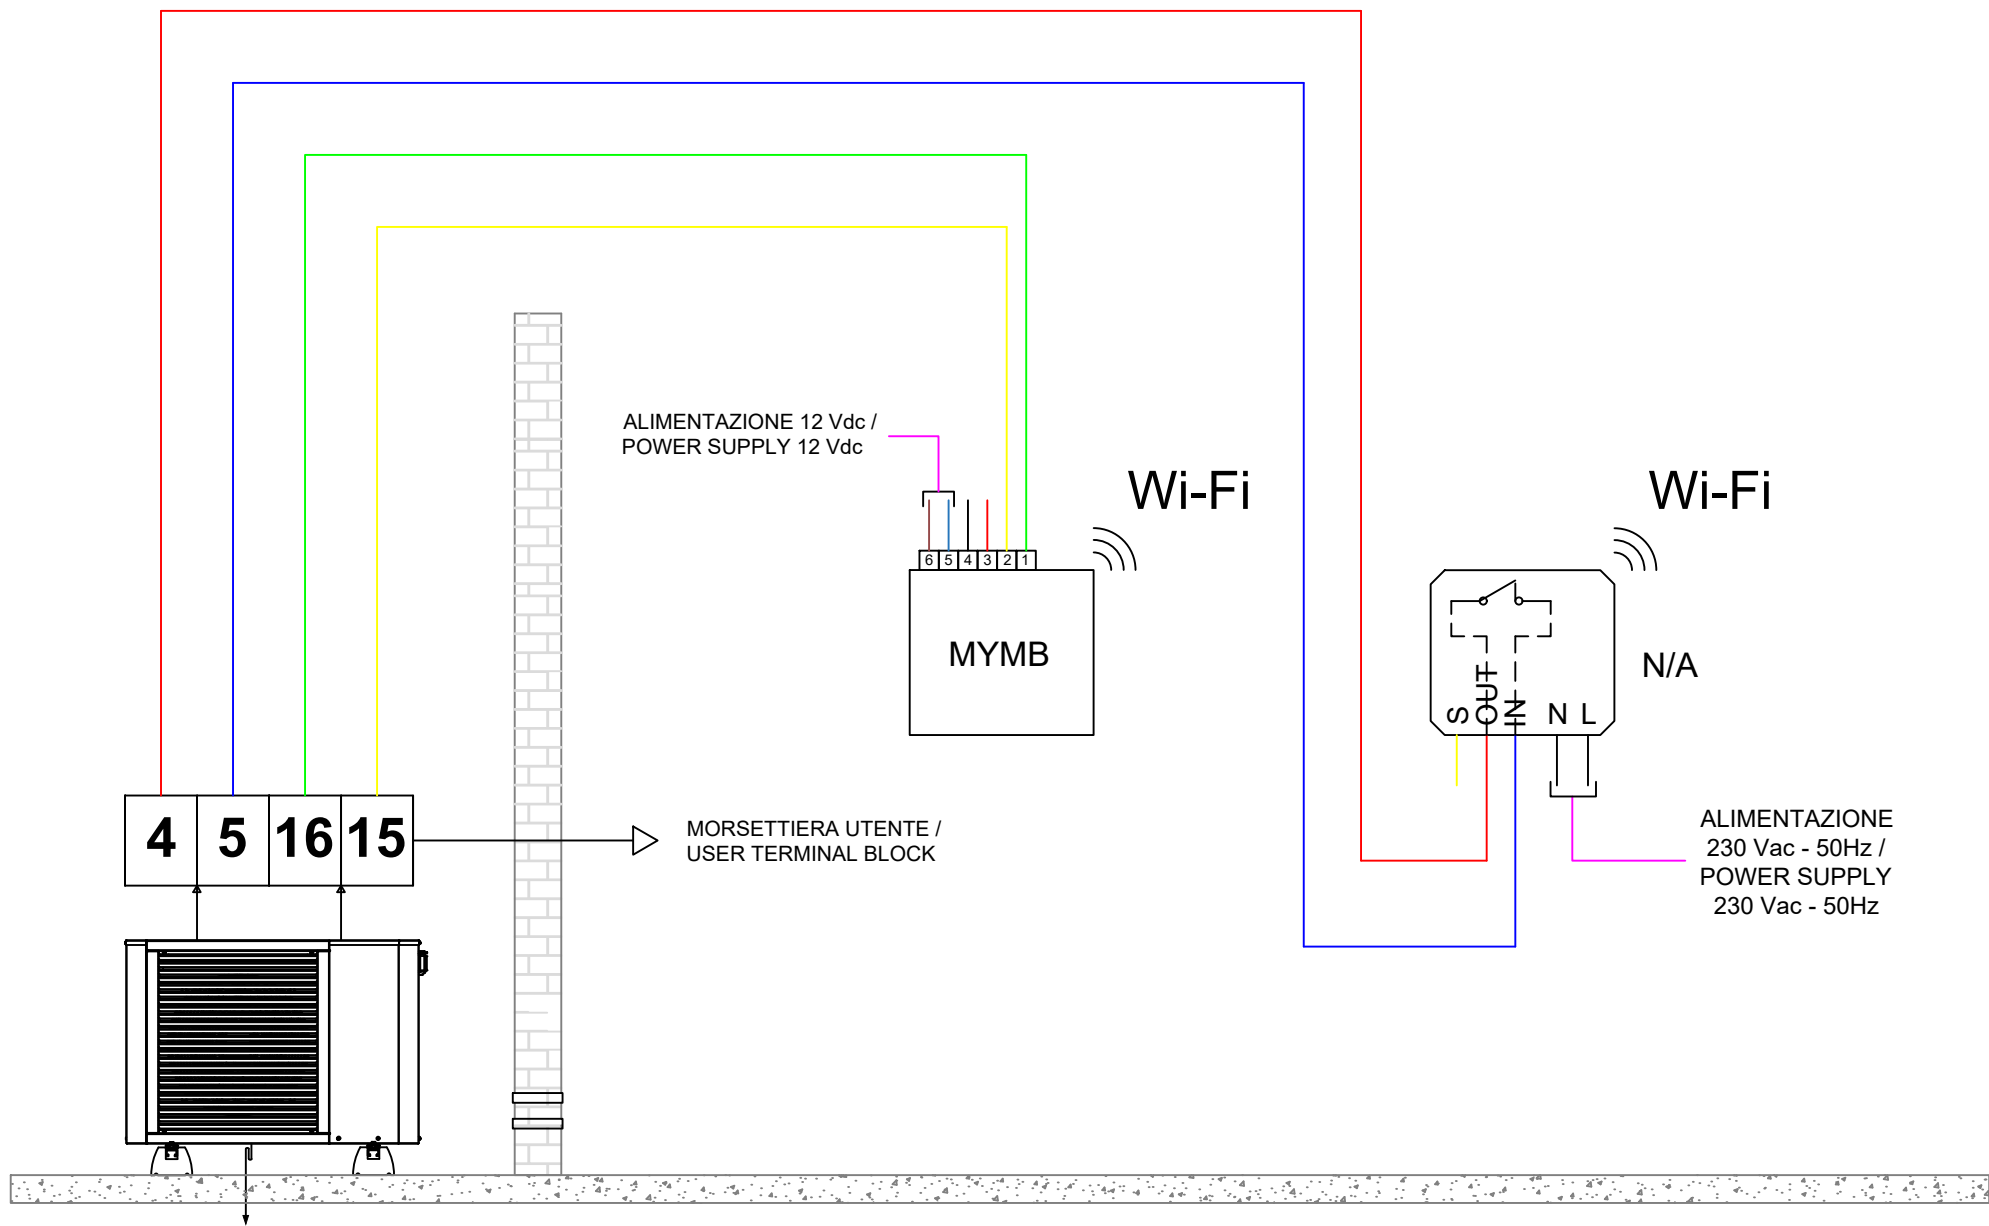 ALIMENTAZIONE 12 Vdc /
POWER SUPPLY 12 Vdc
Wi-Fi
Wi-Fi
6 5 4 3 2 1
MYMB
N/A
S OUT IN N L
4 5 16 15
MORSETTIERA UTENTE /
USER TERMINAL BLOCK
ALIMENTAZIONE
230 Vac - 50Hz /
POWER SUPPLY
230 Vac - 50Hz